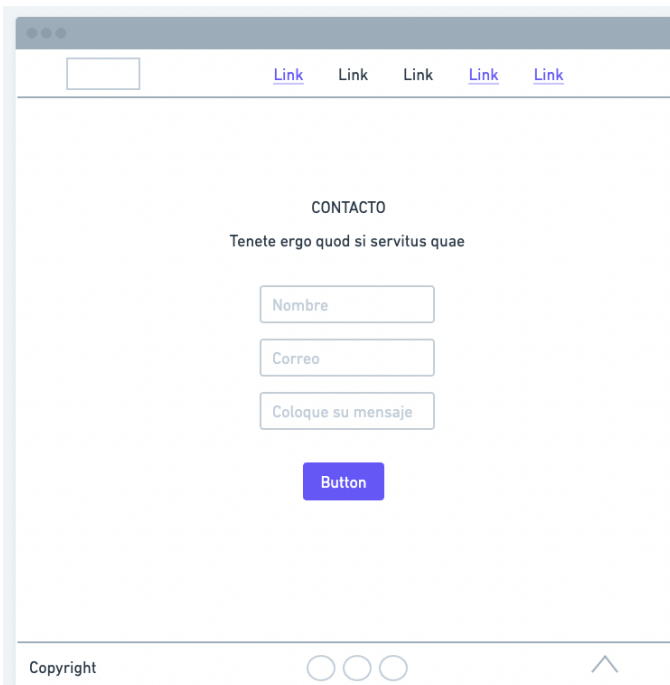 Link Link Link Link Link
CONTACTO
Tenete ergo quod si servitus quae
Nombre
Correo
Coloque su mensaje
Button
Copyright